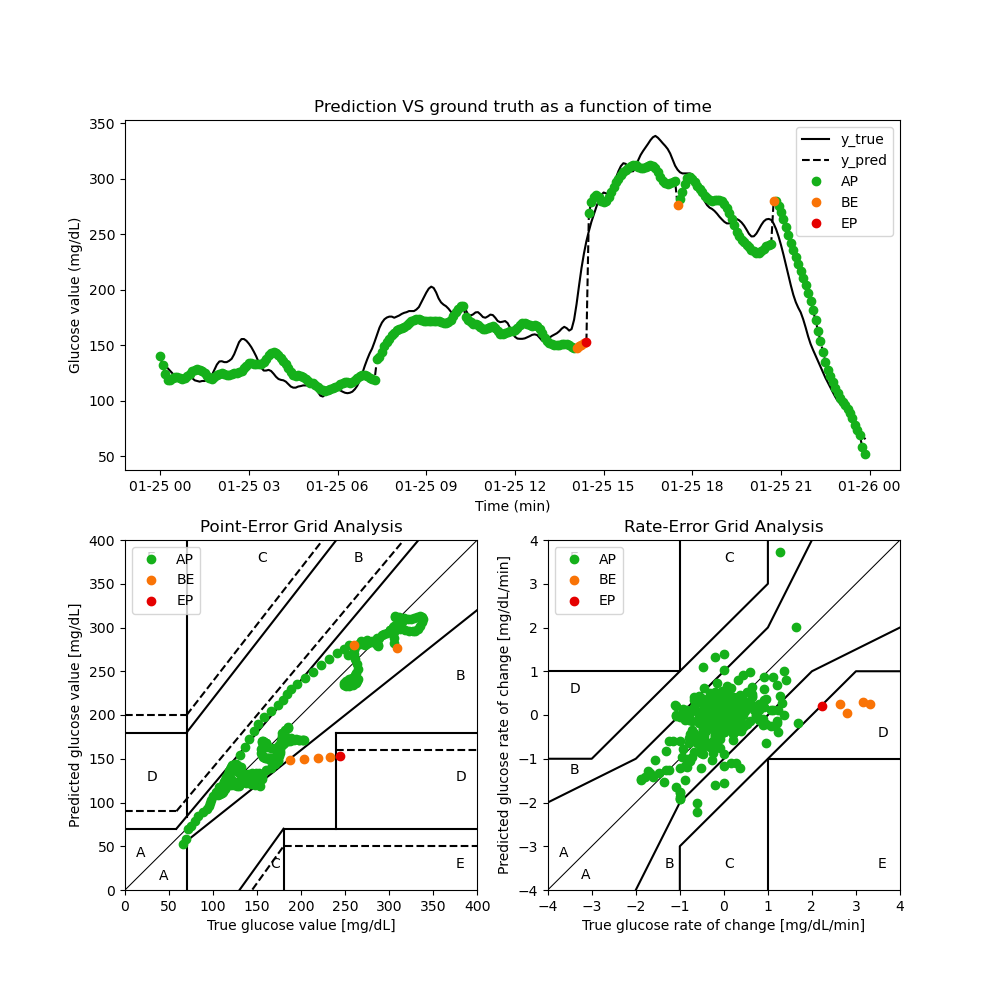 Prediction VS ground truth as a function of time
Glucose value (mg/dL)
350
300
250
200
150
100
50
y_true
y_pred
AP
BE
EP
01-25 00
01-25 03
01-25 06
01-25 09
01-25 12
01-25 15
01-25 18
01-25 21
01-26 00
Time (min)
Point-Error Grid Analysis
Predicted glucose value [mg/dL]
400
350
300
250
200
150
100
50
0
AP
BE
EP
C
B
B
D
D
A
A
C
E
0
50
100
150
200
250
300
350
400
True glucose value [mg/dL]
Rate-Error Grid Analysis
Predicted glucose rate of change [mg/dL/min]
4
3
2
1
0
−1
−2
−3
−4
AP
BE
EP
C
D
D
B
A
A
B
C
E
−4
−3
−2
−1
0
1
2
3
4
True glucose rate of change [mg/dL/min]